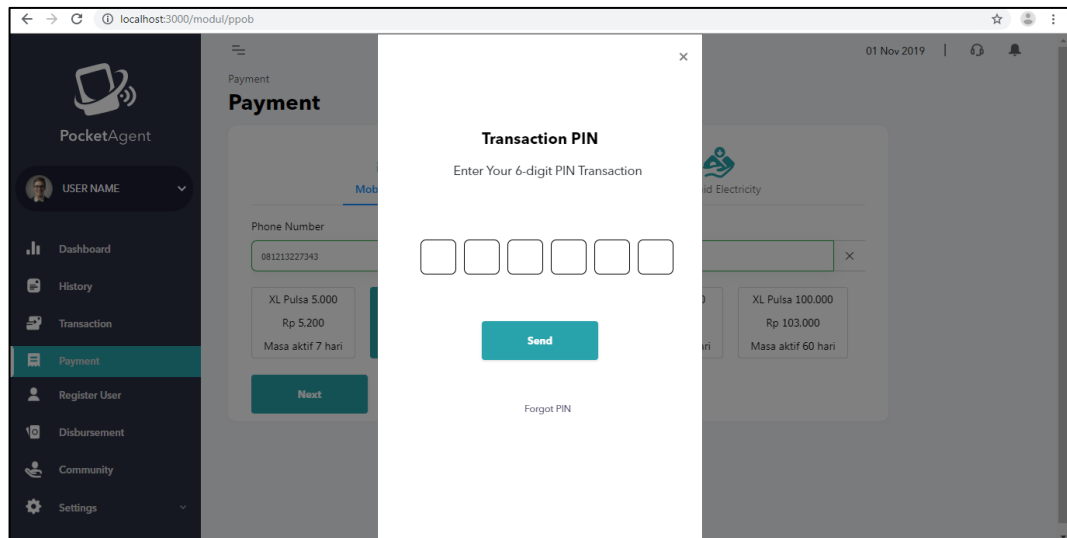 localhost:3000/modul/ppob
01 Nov 2019
PocketAgent
USER NAME
Dashboard
History
Transaction
Payment
Register User
Disbursement
Community
Settings
Payment
Payment
Mob
id Electricity
Phone Number
081213227343
XL Pulsa 5.000
Rp 5,200
Masa aktif 7 hari
XL Pulsa 100.000
Rp 103,000
Masa aktif 60 hari
Next
Transaction PIN
Enter Your 6-digit PIN Transaction
Send
Forgot PIN